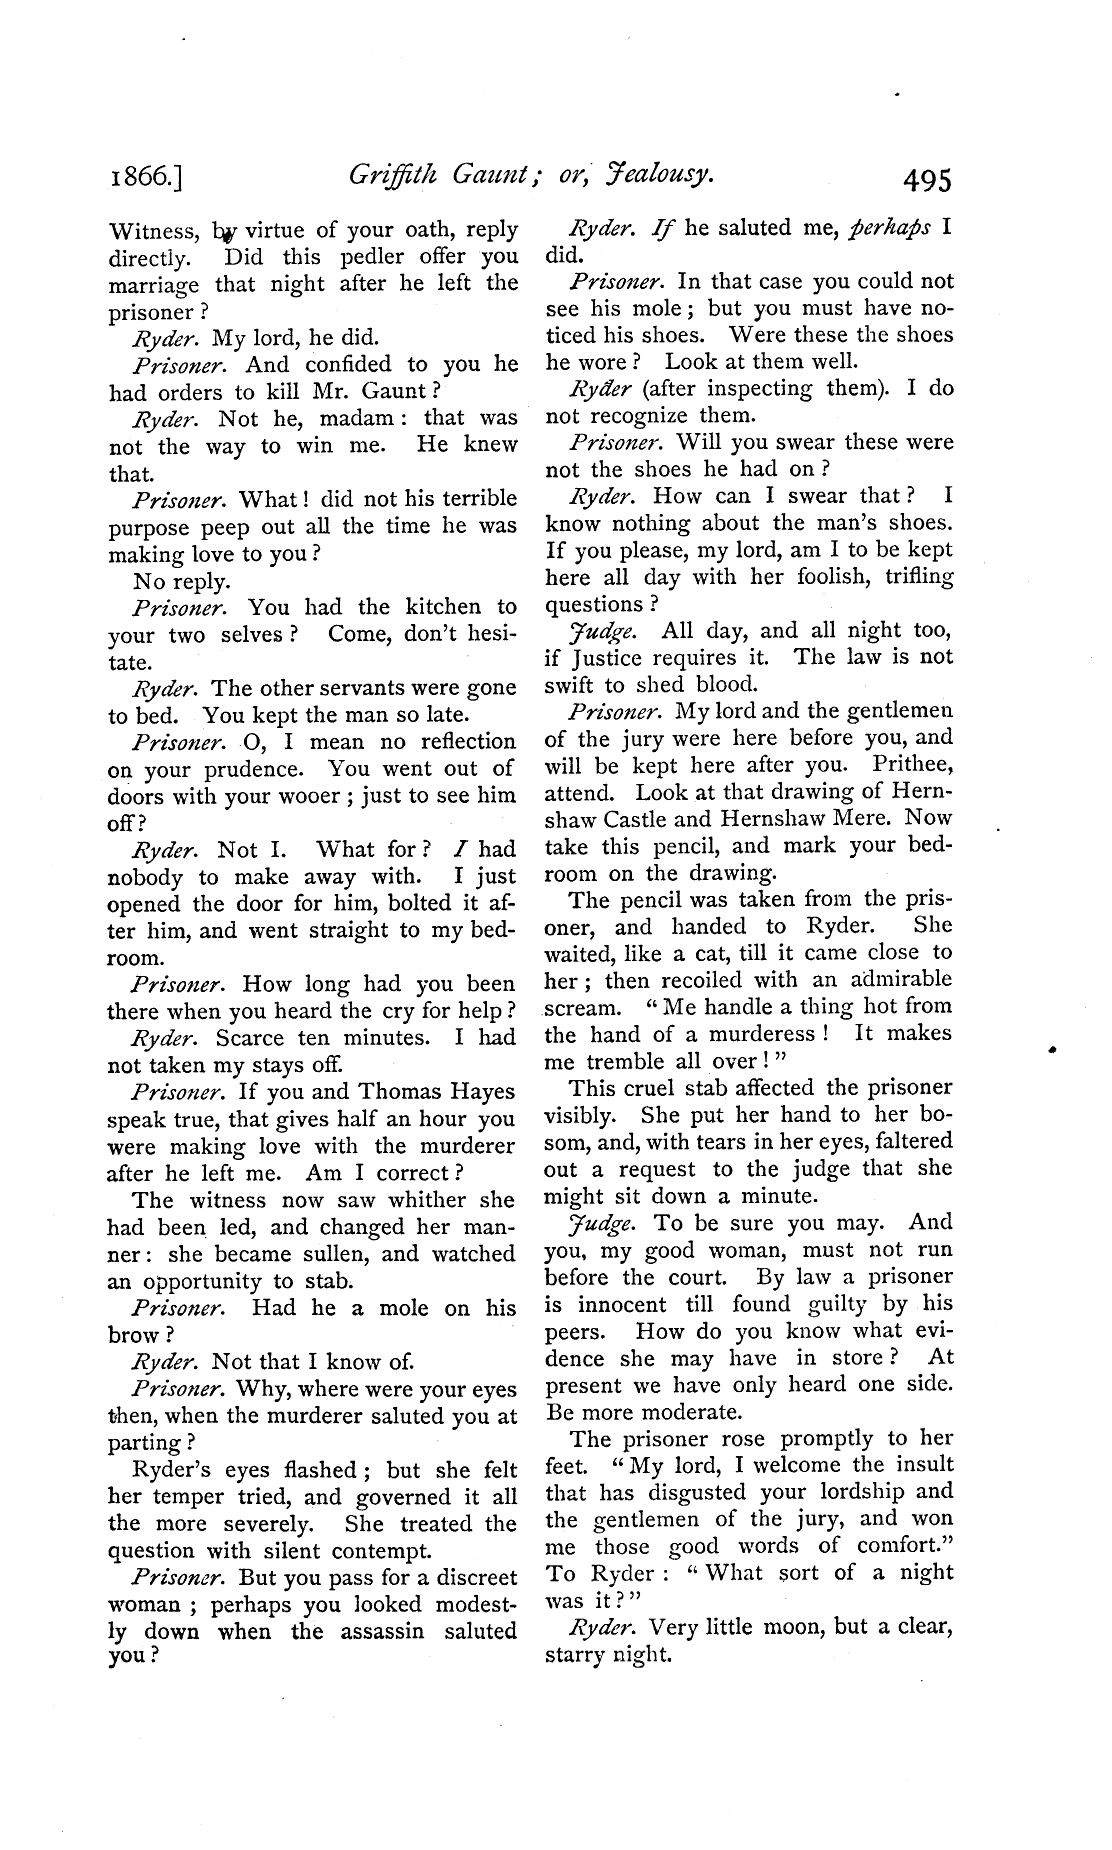 1866.] Griffith Gaunt; or, Jealousy. 495
Witness, by virtue of your oath, reply
directly. Did this pedler offer you
marriage that night after he left the
prisoner?
Ryder. My lord, he did.
Prisoner. And confided to you he
had orders to kill Mr. Gaunt?
Ryder. Not he, madam: that was
not the way to win me. He knew
that.
Prisoner. What! did not his terrible
purpose peep out all the time he was
making love to you?
No reply.
Prisoner. You had the kitchen to
your two selves? Come, don't hesi-
tate.
Ryder. The other servants were gone
to bed. You kept the man so late.
Prisoner. O, I mean no reflection
on your prudence. You went out of
doors with your wooer; just to see him
off?
Ryder. Not I. What for? I had
nobody to make away with. I just
opened the door for him, bolted it af-
ter him, and went straight to my bed-
room.
Prisoner. How long had you been
there when you heard the cry for help?
Ryder. Scarce ten minutes. I had
not taken my stays off.
Prisoner. If you and Thomas Hayes
speak true, that gives half an hour you
were making love with the murderer
after he left me. Am I correct?
The witness now saw whither she
had been led, and changed her man-
ner: she became sullen, and watched
an opportunity to stab.
Prisoner. Had he a mole on his
brow?
Ryder. Not that I know of.
Prisoner. Why, where were your eyes
then, when the murderer saluted you at
parting?
Ryder's eyes flashed; but she felt
her temper tried, and governed it all
the more severely. She treated the
question with silent contempt.
Prisoner. But you pass for a discreet
woman; perhaps you looked modest-
ly down when the assassin saluted
you?
Ryder. If he saluted me, perhaps I
did.
Prisoner. In that case you could not
see his mole; but you must have no-
ticed his shoes. Were these the shoes
he wore? Look at them well.
Ryder (after inspecting them). I do
not recognize them.
Prisoner. Will you swear these were
not the shoes he had on?
Ryder. How can I swear that? I
know nothing about the man's shoes.
If you please, my lord, am I to be kept
here all day with her foolish, trifling
questions?
Judge. All day, and all night too,
if Justice requires it. The law is not
swift to shed blood.
Prisoner. My lord and the gentlemen
of the jury were here before you, and
will be kept here after you. Prithee,
attend. Look at that drawing of Hern-
shaw Castle and Hernshaw Mere. Now
take this pencil, and mark your bed-
room on the drawing.
The pencil was taken from the pris-
oner, and handed to Ryder. She
waited, like a cat, till it came close to
her; then recoiled with an admirable
scream. "Me handle a thing hot from
the hand of a murderess! It makes
me tremble all over!"
This cruel stab affected the prisoner
visibly. She put her hand to her bo-
som, and, with tears in her eyes, faltered
out a request to the judge that she
might sit down a minute.
Judge. To be sure you may. And
you, my good woman, must not run
before the court. By law a prisoner
is innocent till found guilty by his
peers. How do you know what evi-
dence she may have in store? At
present we have only heard one side.
Be more moderate.
The prisoner rose promptly to her
feet. "My lord, I welcome the insult
that has disgusted your lordship and
the gentlemen of the jury, and won
me those good words of comfort."
To Ryder: "What sort of a night
was it?"
Ryder. Very little moon, but a clear,
starry night.